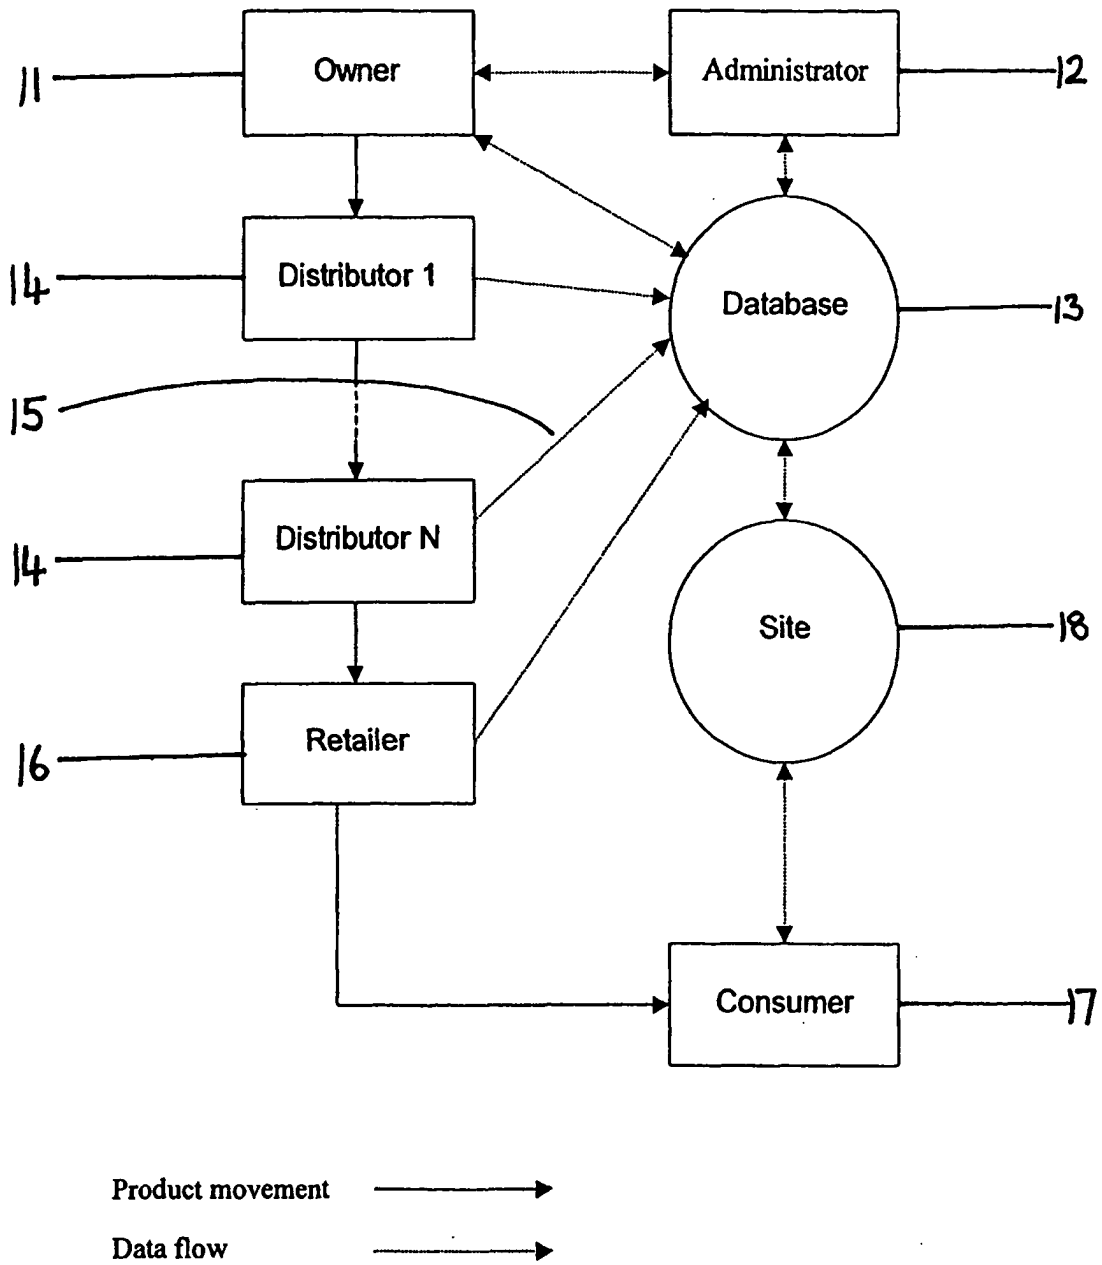 11
Owner
Administrator
12
14
Distributor 1
Database
13
15
14
Distributor N
Site
18
16
Retailer
Consumer
17
Product movement
Data flow